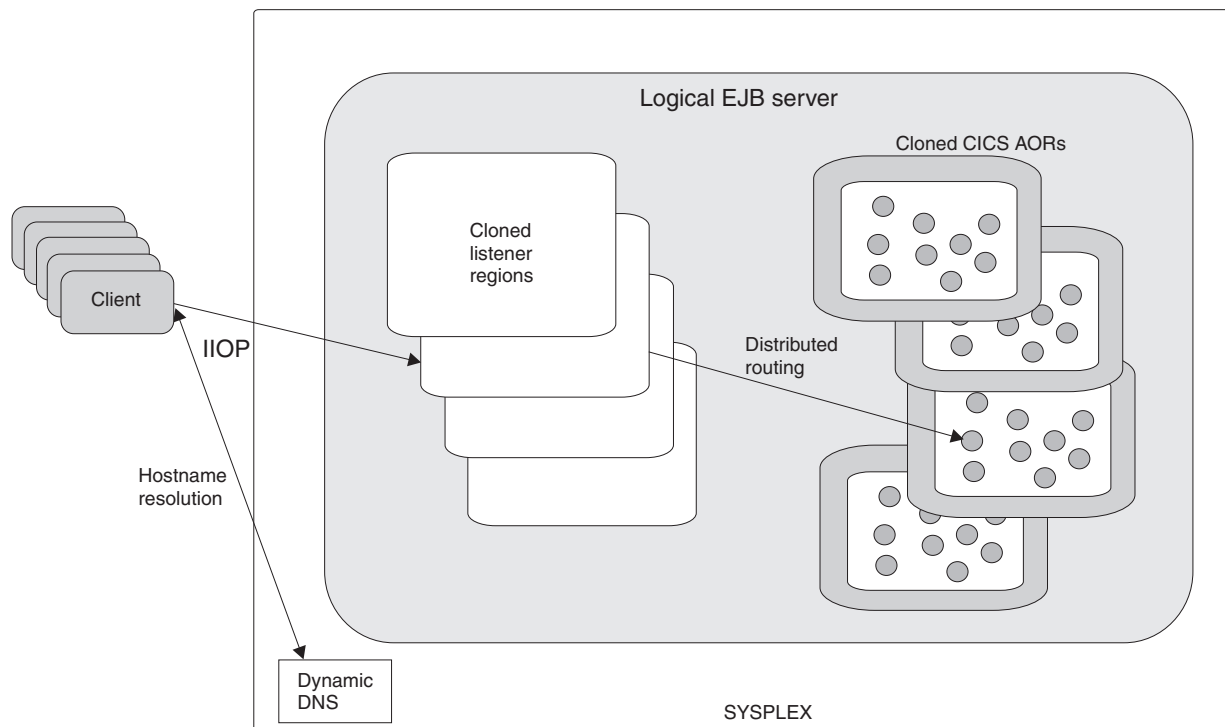 Logical EJB server
Cloned CICS AORs
Cloned
listener
regions
Client
IIOP
Distributed
routing
Hostname
resolution
Dynamic
DNS
SYSPLEX